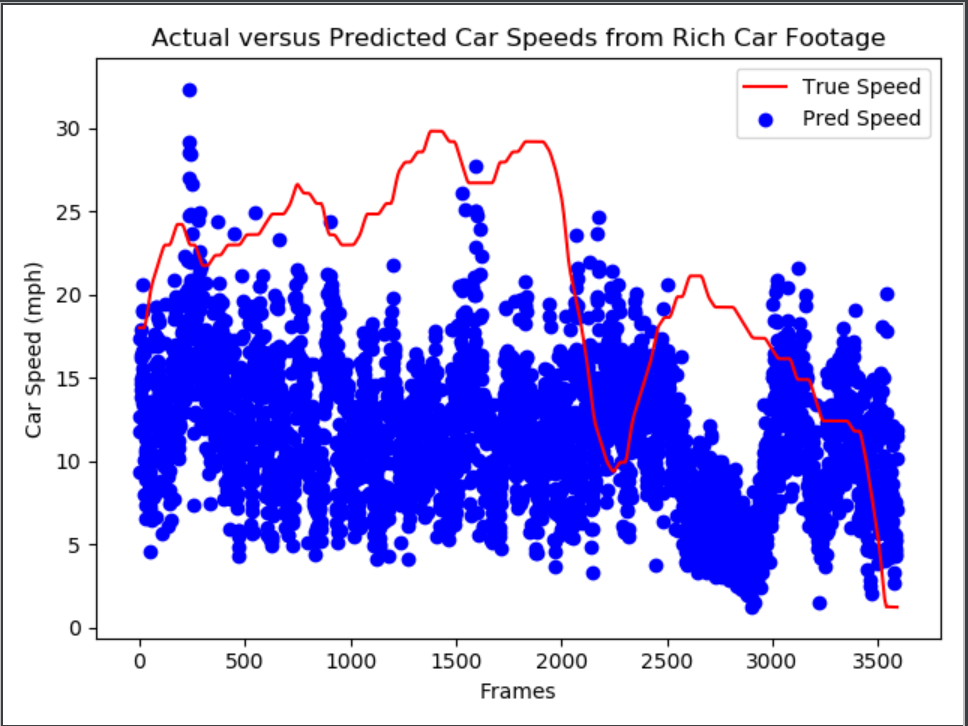 Actual versus Predicted Car Speeds from Rich Car Footage
True Speed
Pred Speed
30
25
20
15
10
5
0
Car Speed (mph)
0 500 1000 1500 2000 2500 3000 3500
Frames